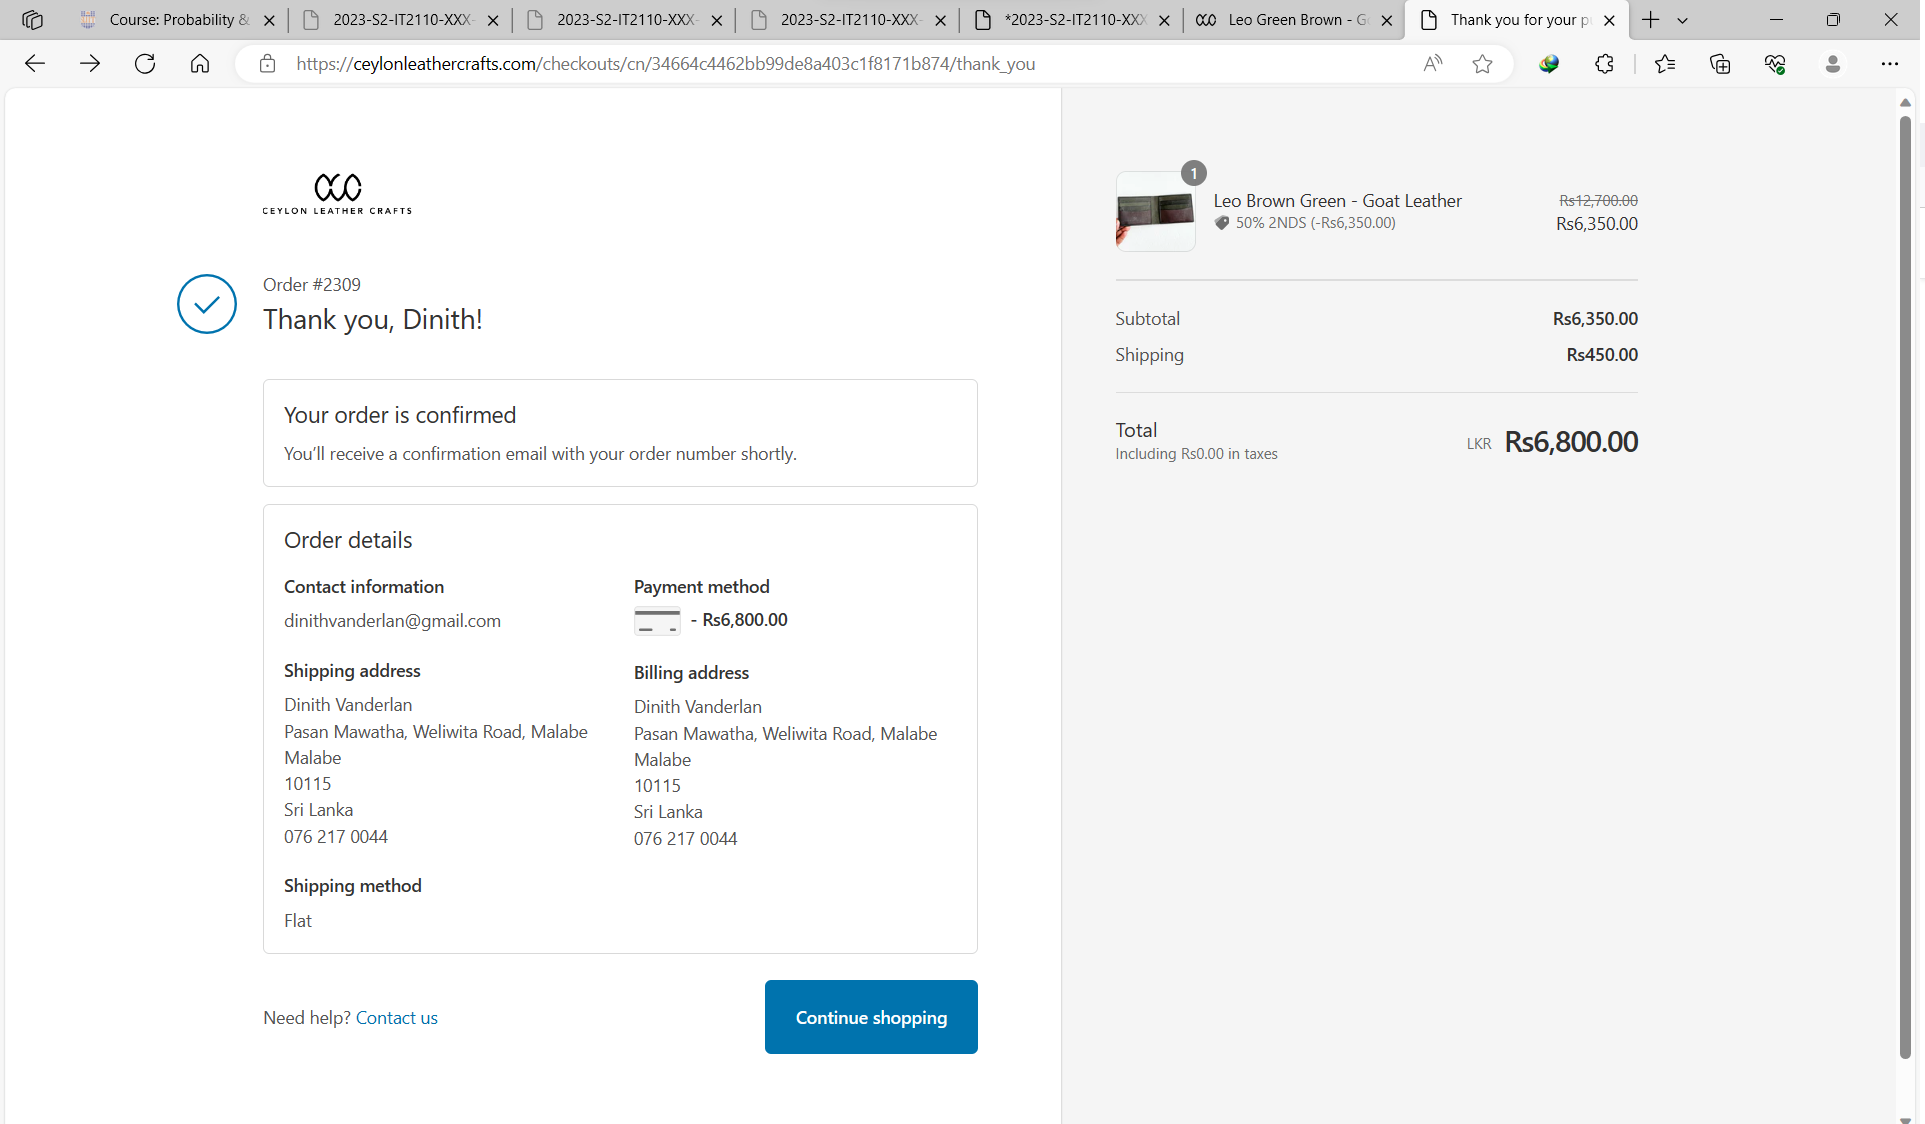 Course: Probability &
2023-S2-IT2110-XXX-
2023-S2-IT2110-XXX-
2023-S2-IT2110-XXX-
*2023-S2-IT2110-XXX
Leo Green Brown - G
Thank you for your p
https://ceylonleathercrafts.com/checkouts/cn/34664c4462bb99de8a403c1f8171b874/thank_you
CEYLON LEATHER CRAFTS
Order #2309
Thank you, Dinith!
Your order is confirmed
You'll receive a confirmation email with your order number shortly.
Order details
Contact information
dinithvanderlan@gmail.com
Payment method
- Rs6,800.00
Shipping address
Dinith Vanderlan
Pasan Mawatha, Weliwita Road, Malabe
Malabe
10115
Sri Lanka
076 217 0044
Billing address
Dinith Vanderlan
Pasan Mawatha, Weliwita Road, Malabe
Malabe
10115
Sri Lanka
076 217 0044
Shipping method
Flat
Need help? Contact us
Continue shopping
1
Leo Brown Green - Goat Leather
50% 2NDS (-Rs6,350.00)
Rs12,700.00
Rs6,350.00
Subtotal Rs6,350.00
Shipping Rs450.00
Total
Including Rs0.00 in taxes
LKR Rs6,800.00